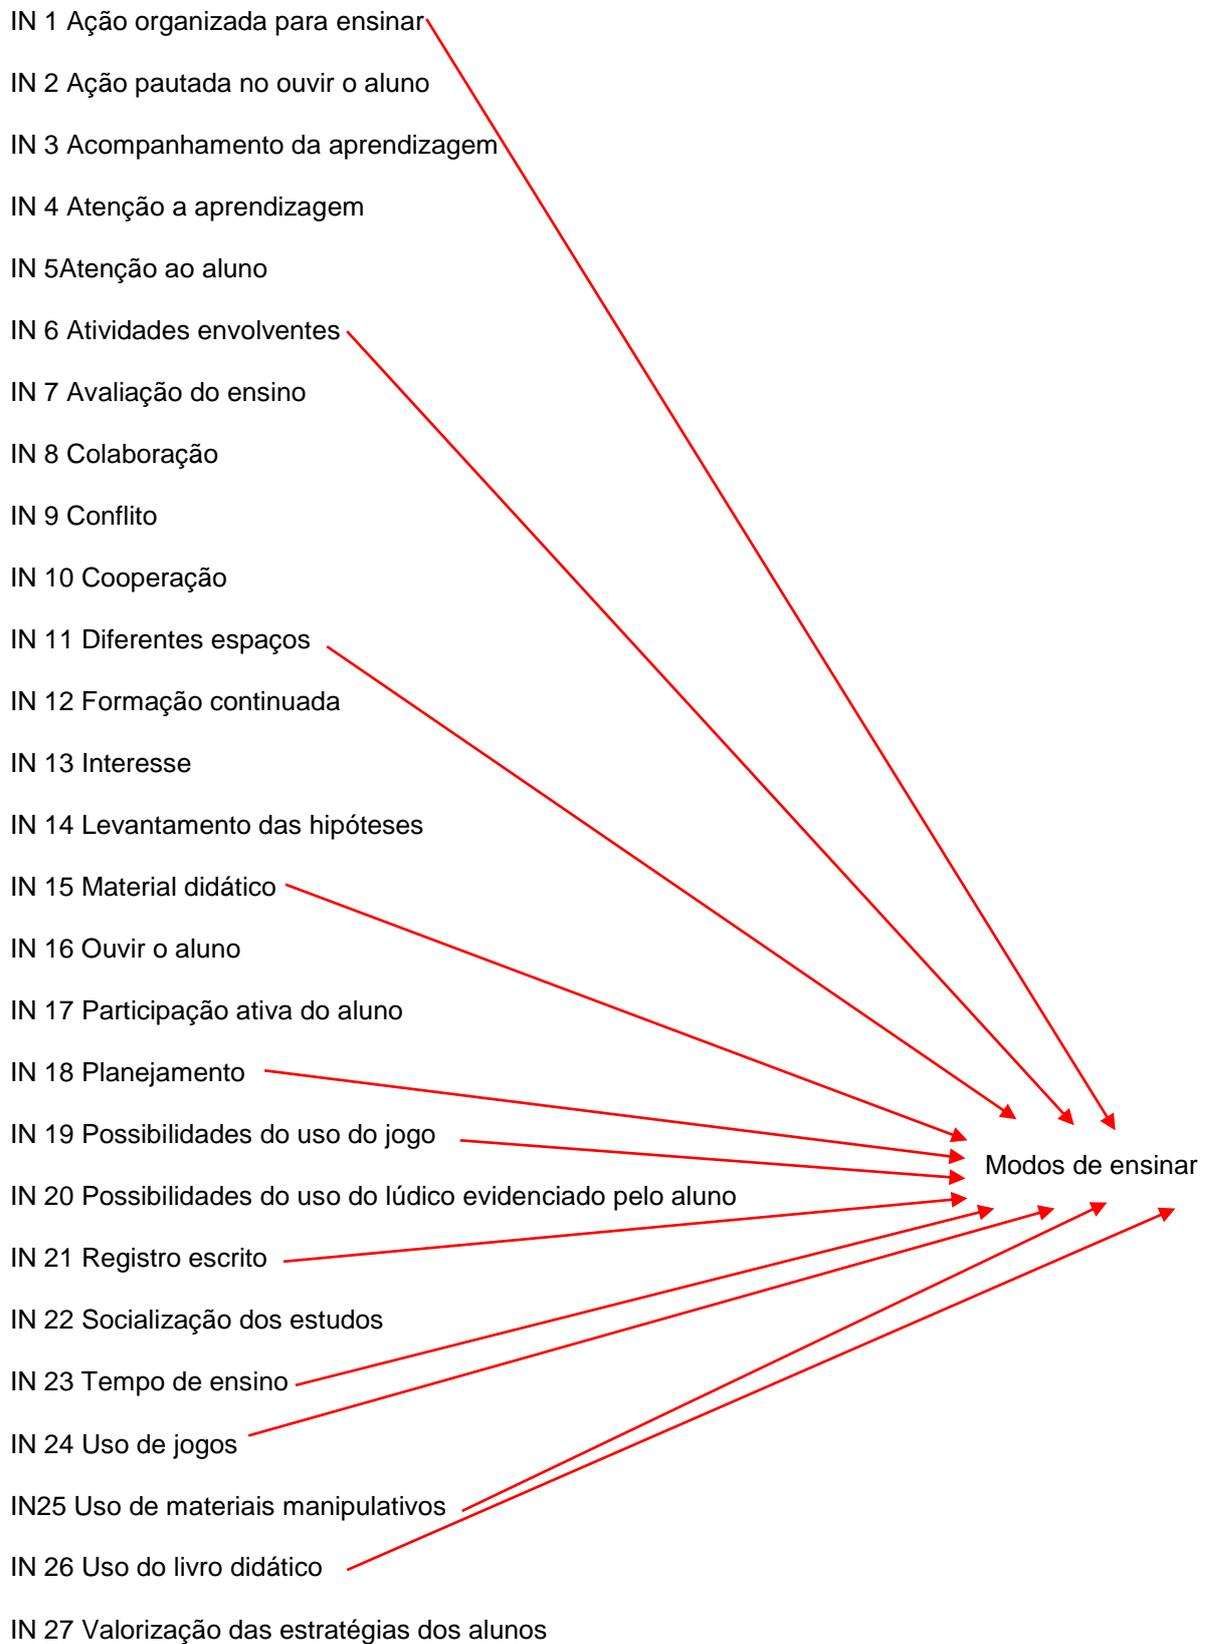 IN 1 Ação organizada para ensinar
IN 2 Ação pautada no ouvir o aluno
IN 3 Acompanhamento da aprendizagem
IN 4 Atenção a aprendizagem
IN 5Atenção ao aluno
IN 6 Atividades envolventes
IN 7 Avaliação do ensino
IN 8 Colaboração
IN 9 Conflito
IN 10 Cooperação
IN 11 Diferentes espaços
IN 12 Formação continuada
IN 13 Interesse
IN 14 Levantamento das hipóteses
IN 15 Material didático
IN 16 Ouvir o aluno
IN 17 Participação ativa do aluno
IN 18 Planejamento
IN 19 Possibilidades do uso do jogo
Modos de ensinar
IN 20 Possibilidades do uso do lúdico evidenciado pelo aluno
IN 21 Registro escrito
IN 22 Socialização dos estudos
IN 23 Tempo de ensino
IN 24 Uso de jogos
IN25 Uso de materiais manipulativos
IN 26 Uso do livro didático
IN 27 Valorização das estratégias dos alunos